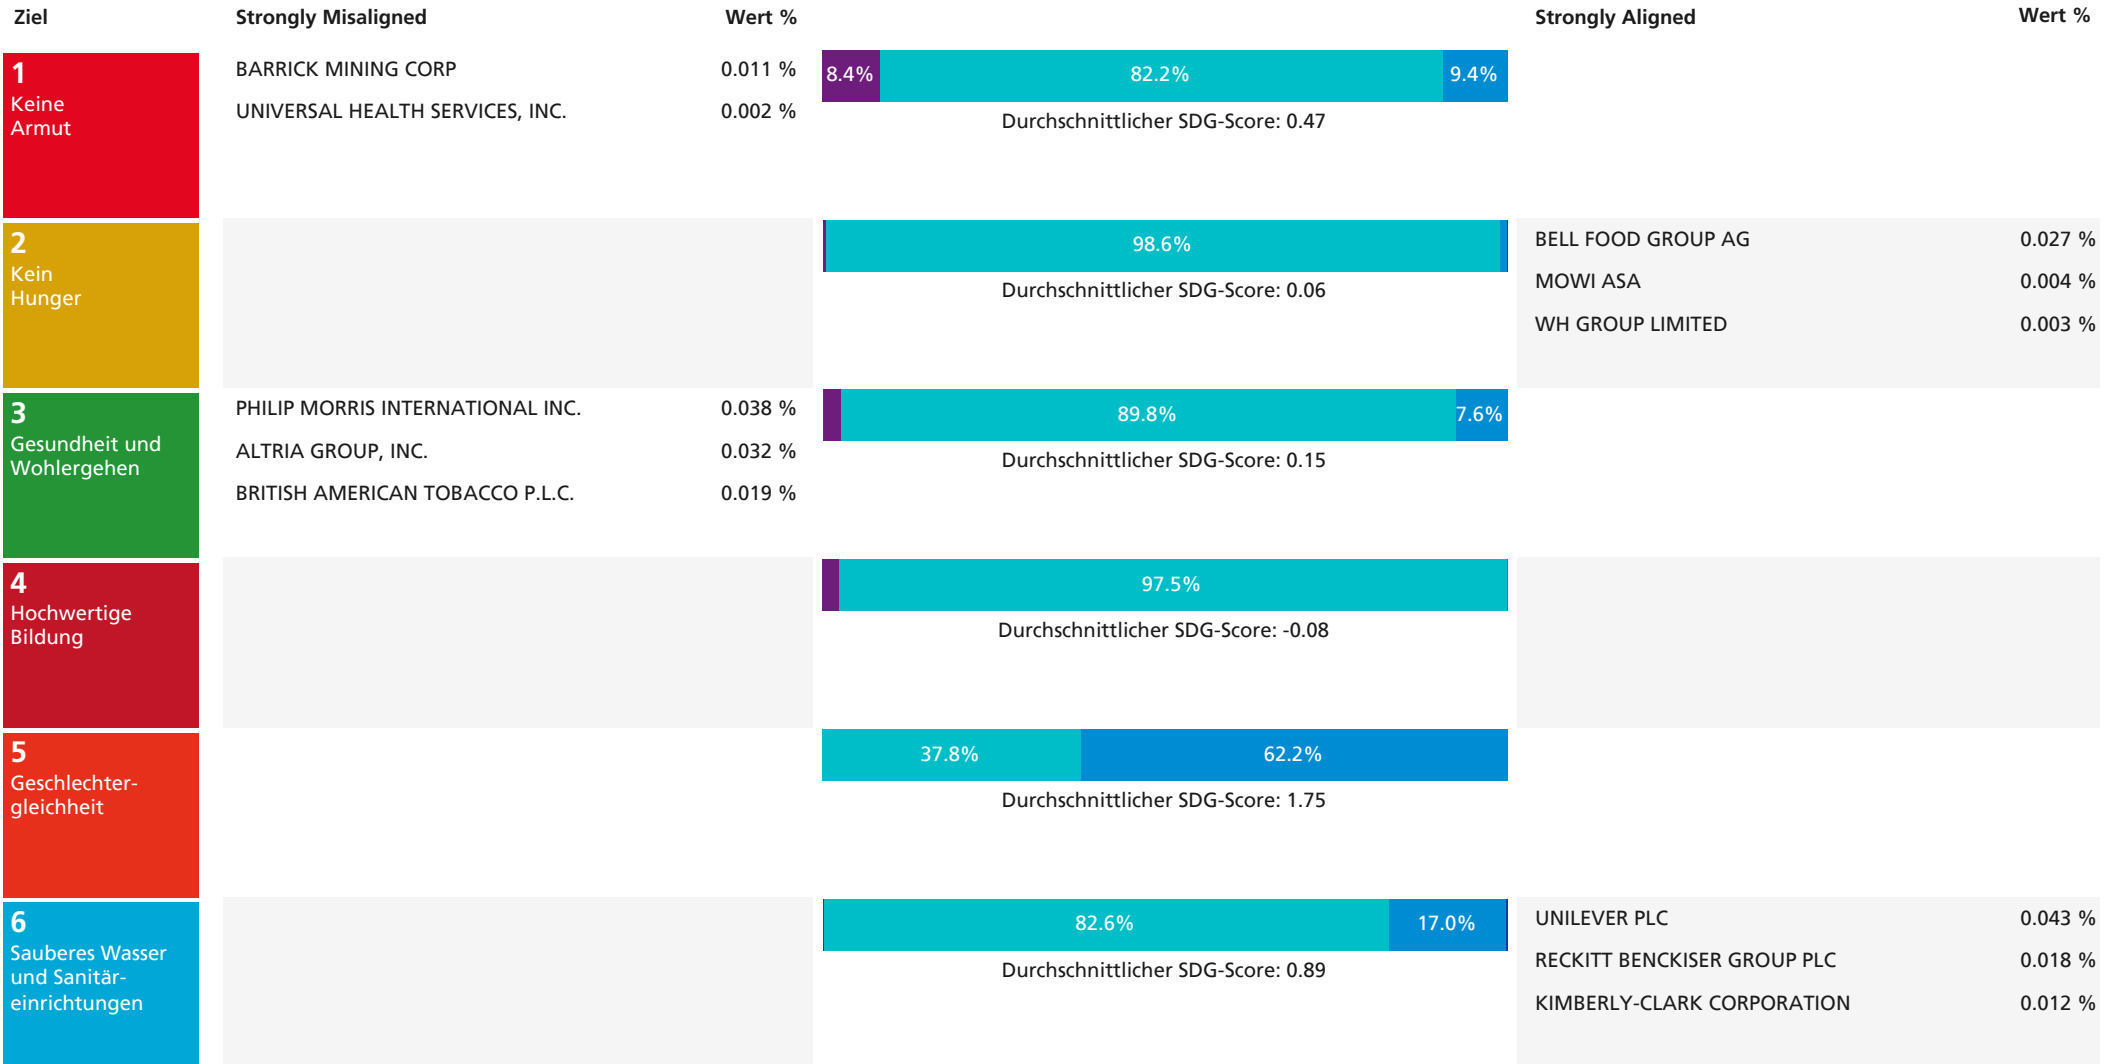 Ziel Strongly Misaligned Wert % Strongly Aligned Wert %
1
Keine
Armut
BARRICK MINING CORP 0.011 %
UNIVERSAL HEALTH SERVICES, INC. 0.002 %
8.4% 82.2% 9.4%
Durchschnittlicher SDG-Score: 0.47
2
Kein
Hunger
98.6%
Durchschnittlicher SDG-Score: 0.06
BELL FOOD GROUP AG 0.027 %
MOWI ASA 0.004 %
WH GROUP LIMITED 0.003 %
3
Gesundheit und
Wohlergehen
PHILIP MORRIS INTERNATIONAL INC. 0.038 %
ALTRIA GROUP, INC. 0.032 %
BRITISH AMERICAN TOBACCO P.L.C. 0.019 %
89.8% 7.6%
Durchschnittlicher SDG-Score: 0.15
4
Hochwertige
Bildung
97.5%
Durchschnittlicher SDG-Score: -0.08
5
Geschlechter-
gleichheit
37.8% 62.2%
Durchschnittlicher SDG-Score: 1.75
6
Sauberes Wasser
und Sanitär-
einrichtungen
82.6% 17.0%
Durchschnittlicher SDG-Score: 0.89
UNILEVER PLC 0.043 %
RECKITT BENCKISER GROUP PLC 0.018 %
KIMBERLY-CLARK CORPORATION 0.012 %